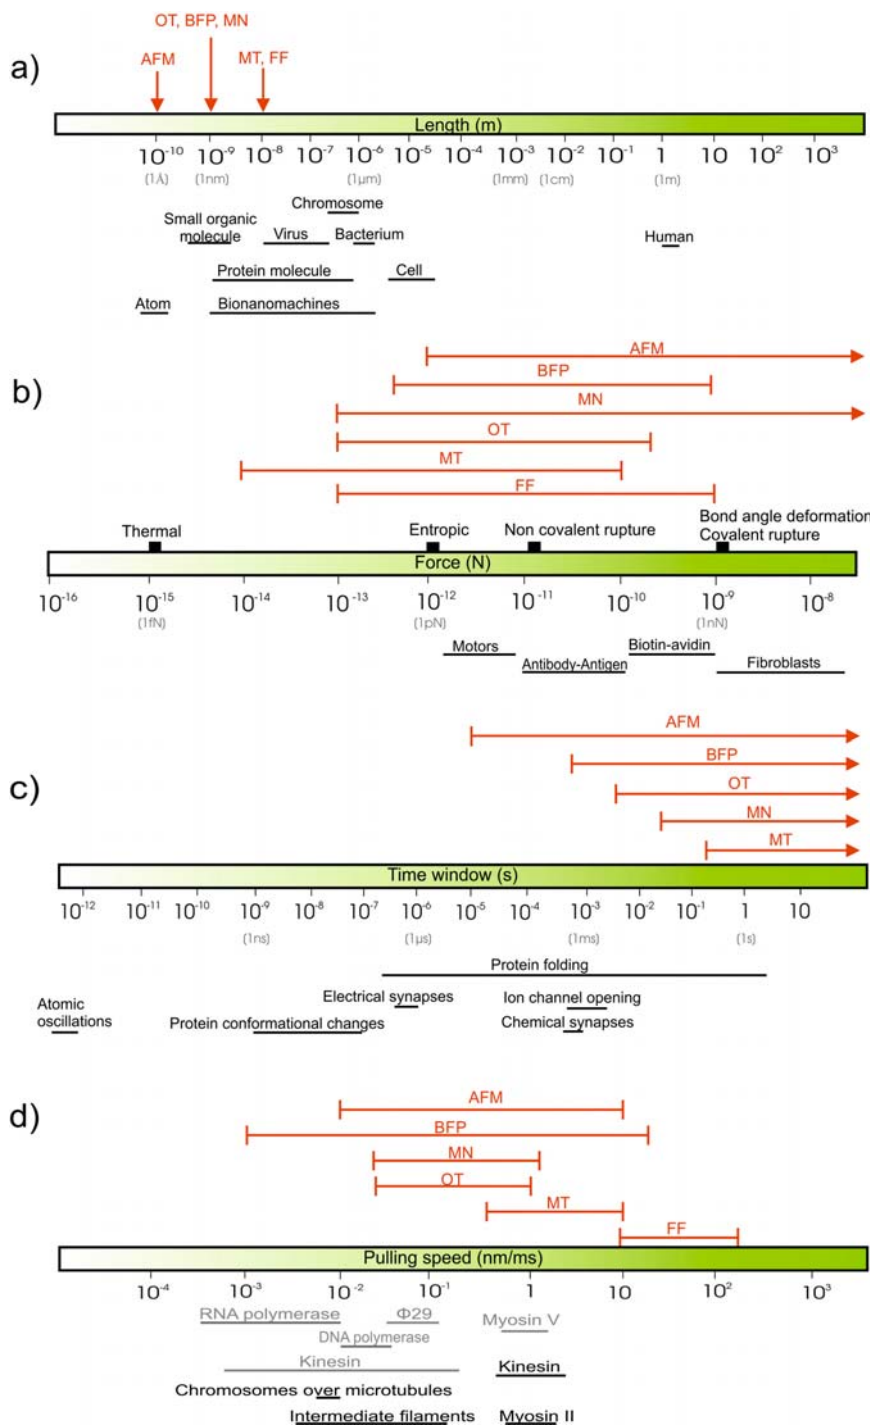 OT, BFP, MN
a)
AFM
MT, FF
Length (m)
10⁻¹⁰ 10⁻⁹ 10⁻⁸ 10⁻⁷ 10⁻⁶ 10⁻⁵ 10⁻⁴ 10⁻³ 10⁻² 10⁻¹ 1 10 10² 10³
(1Å) (1nm) (1µm) (1mm) (1cm) (1m)
Chromosome
Small organic
molecule
Virus
Bacterium
Human
Protein molecule
Cell
Atom
Bionanomachines
AFM
b)
BFP
MN
OT
MT
FF
Thermal
Entropic
Non covalent rupture
Bond angle deformation
Covalent rupture
Force (N)
10⁻¹⁶ 10⁻¹⁵ 10⁻¹⁴ 10⁻¹³ 10⁻¹² 10⁻¹¹ 10⁻¹⁰ 10⁻⁹ 10⁻⁸
(1fN) (1pN) (1nN)
Motors
Biotin-avidin
Antibody-Antigen
Fibroblasts
AFM
BFP
c)
OT
MN
MT
Time window (s)
10⁻¹² 10⁻¹¹ 10⁻¹⁰ 10⁻⁹ 10⁻⁸ 10⁻⁷ 10⁻⁶ 10⁻⁵ 10⁻⁴ 10⁻³ 10⁻² 10⁻¹ 1 10
(1ns) (1µs) (1ms) (1s)
Protein folding
Electrical synapses
Ion channel opening
Atomic
oscillations
Protein conformational changes
Chemical synapses
AFM
d)
BFP
MN
OT
MT
FF
Pulling speed (nm/ms)
10⁻⁴ 10⁻³ 10⁻² 10⁻¹ 1 10 10² 10³
RNA polymerase
Φ29
Myosin V
DNA polymerase
Kinesin
Kinesin
Chromosomes over microtubules
Intermediate filaments
Myosin II